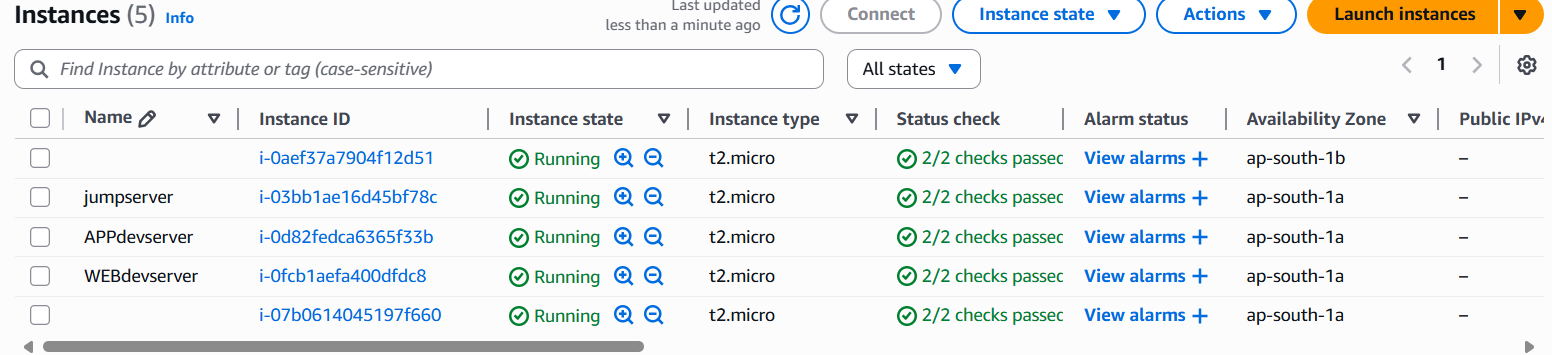 Instances (5) Info
Last updated
less than a minute ago
Connect
Instance state
Actions
Launch instances
Find Instance by attribute or tag (case-sensitive)
All states
1
Name Instance ID Instance state Instance type Status check Alarm status Availability Zone Public IPv4
i-0aef37a7904f12d51 Running t2.micro 2/2 checks passed View alarms + ap-south-1b –
jumpserver i-03bb1ae16d45bf78c Running t2.micro 2/2 checks passed View alarms + ap-south-1a –
APPdevserver i-0d82fedca6365f33b Running t2.micro 2/2 checks passed View alarms + ap-south-1a –
WEBdevserver i-0fcb1aefa400dfdc8 Running t2.micro 2/2 checks passed View alarms + ap-south-1a –
i-07b0614045197f660 Running t2.micro 2/2 checks passed View alarms + ap-south-1a –